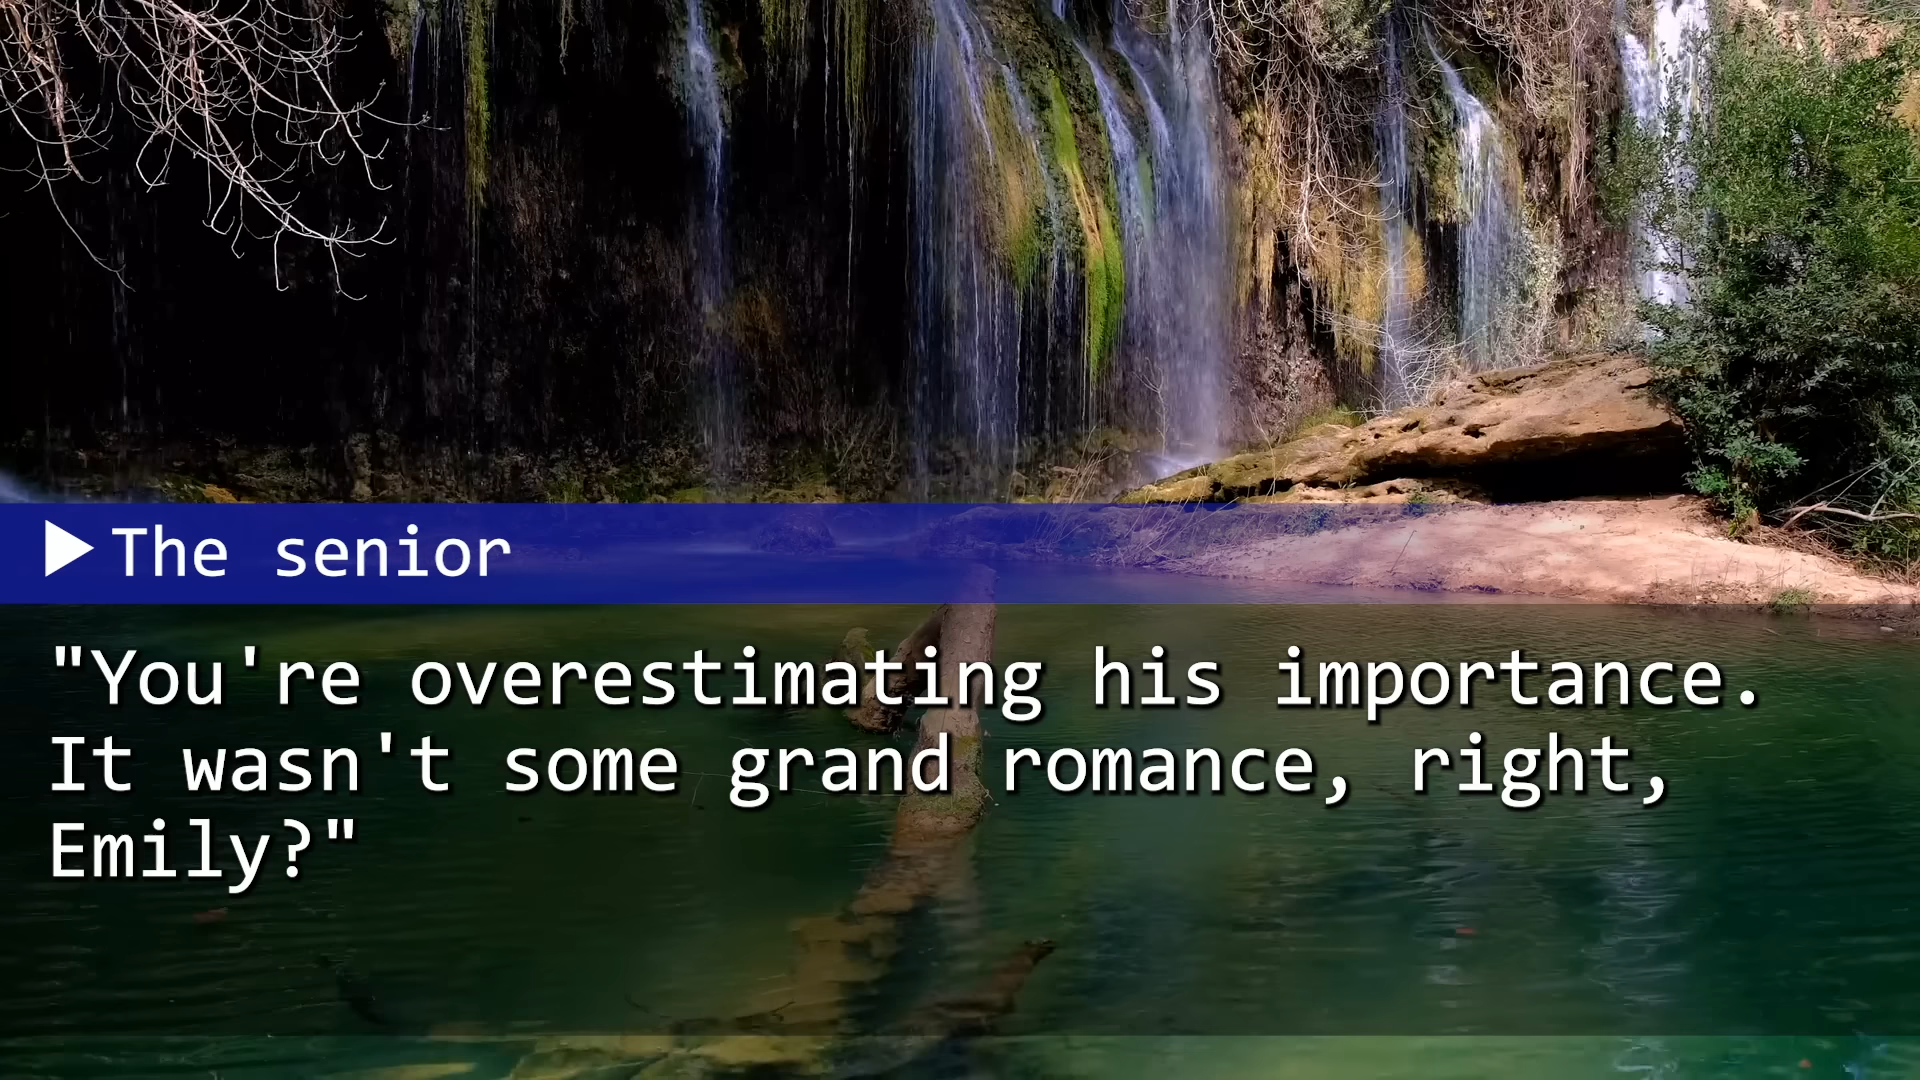 The senior
"You're overestimating his importance.
It wasn't some grand romance, right,
Emily?"